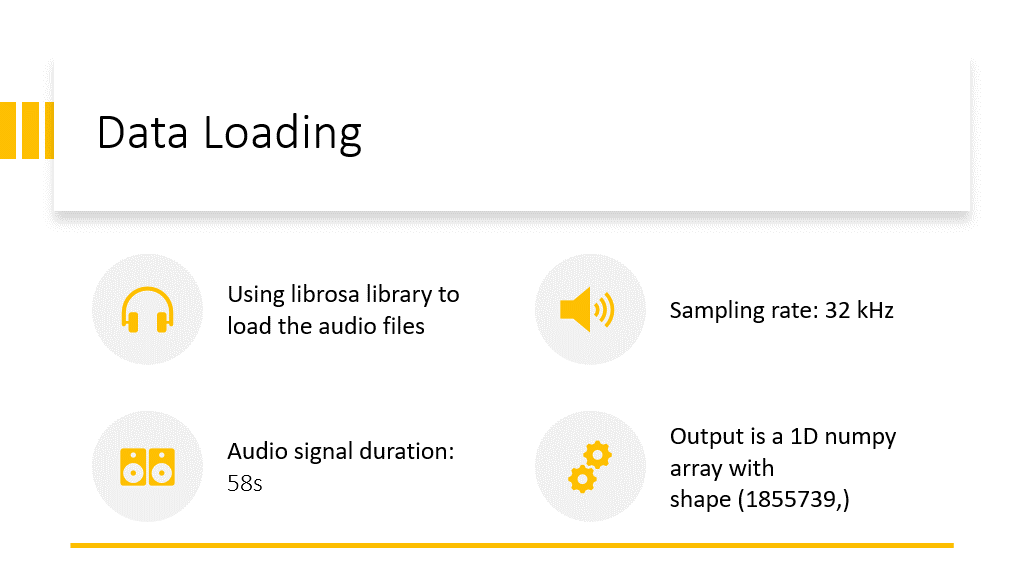 Data Loading
Using librosa library to
load the audio files
Sampling rate: 32 kHz
Audio signal duration:
58s
Output is a 1D numpy
array with
shape (1855739,)